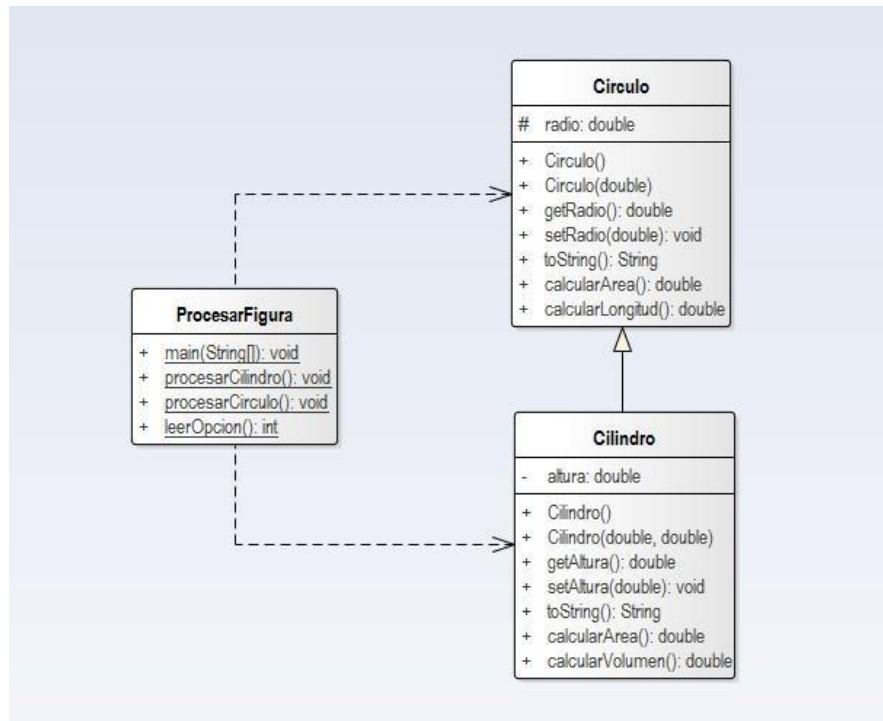 Circulo
# radio: double
+ Circulo()
+ Circulo(double)
+ getRadio(): double
+ setRadio(double): void
+ toString(): String
+ calcularArea(): double
+ calcularLongitud(): double
ProcesarFigura
+ main(String[]): void
+ procesarCilindro(): void
+ procesarCirculo(): void
+ leerOpcion(): int
Cilindro
- altura: double
+ Cilindro()
+ Cilindro(double, double)
+ getAltura(): double
+ setAltura(double): void
+ toString(): String
+ calcularArea(): double
+ calcularVolumen(): double